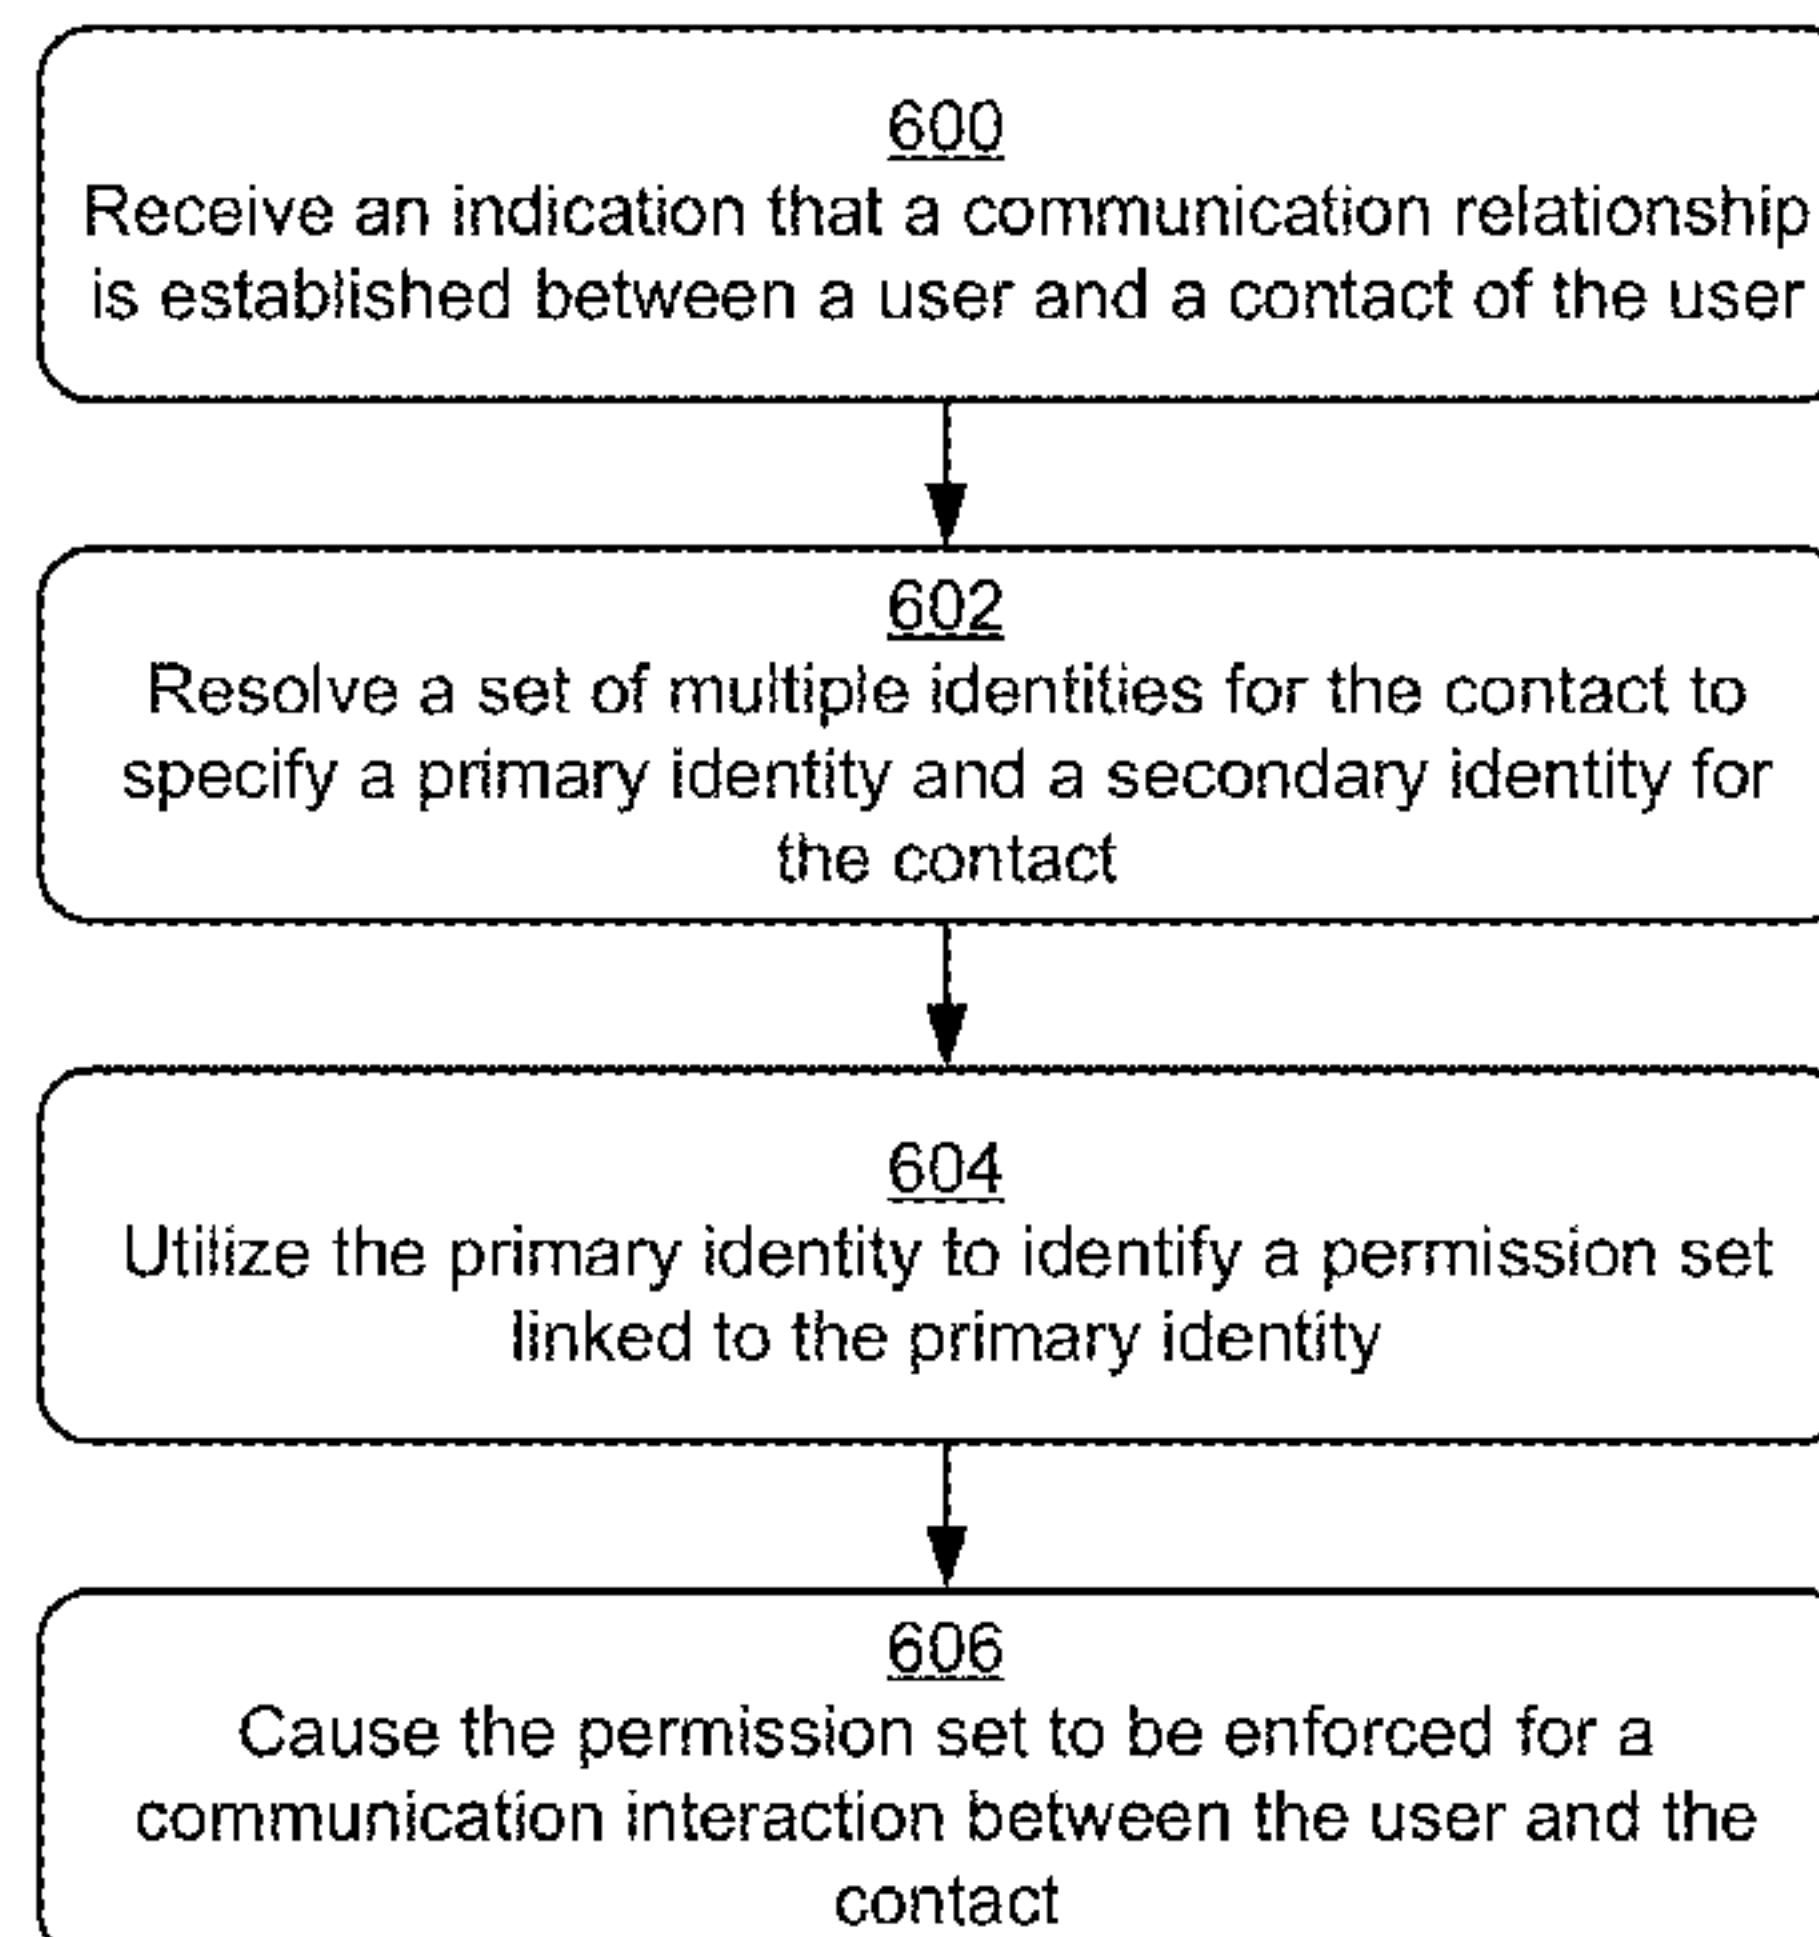 600
Receive an indication that a communication relationship
is established between a user and a contact of the user
602
Resolve a set of multiple identities for the contact to
specify a primary identity and a secondary identity for
the contact
604
Utilize the primary identity to identify a permission set
linked to the primary identity
606
Cause the permission set to be enforced for a
communication interaction between the user and the
contact